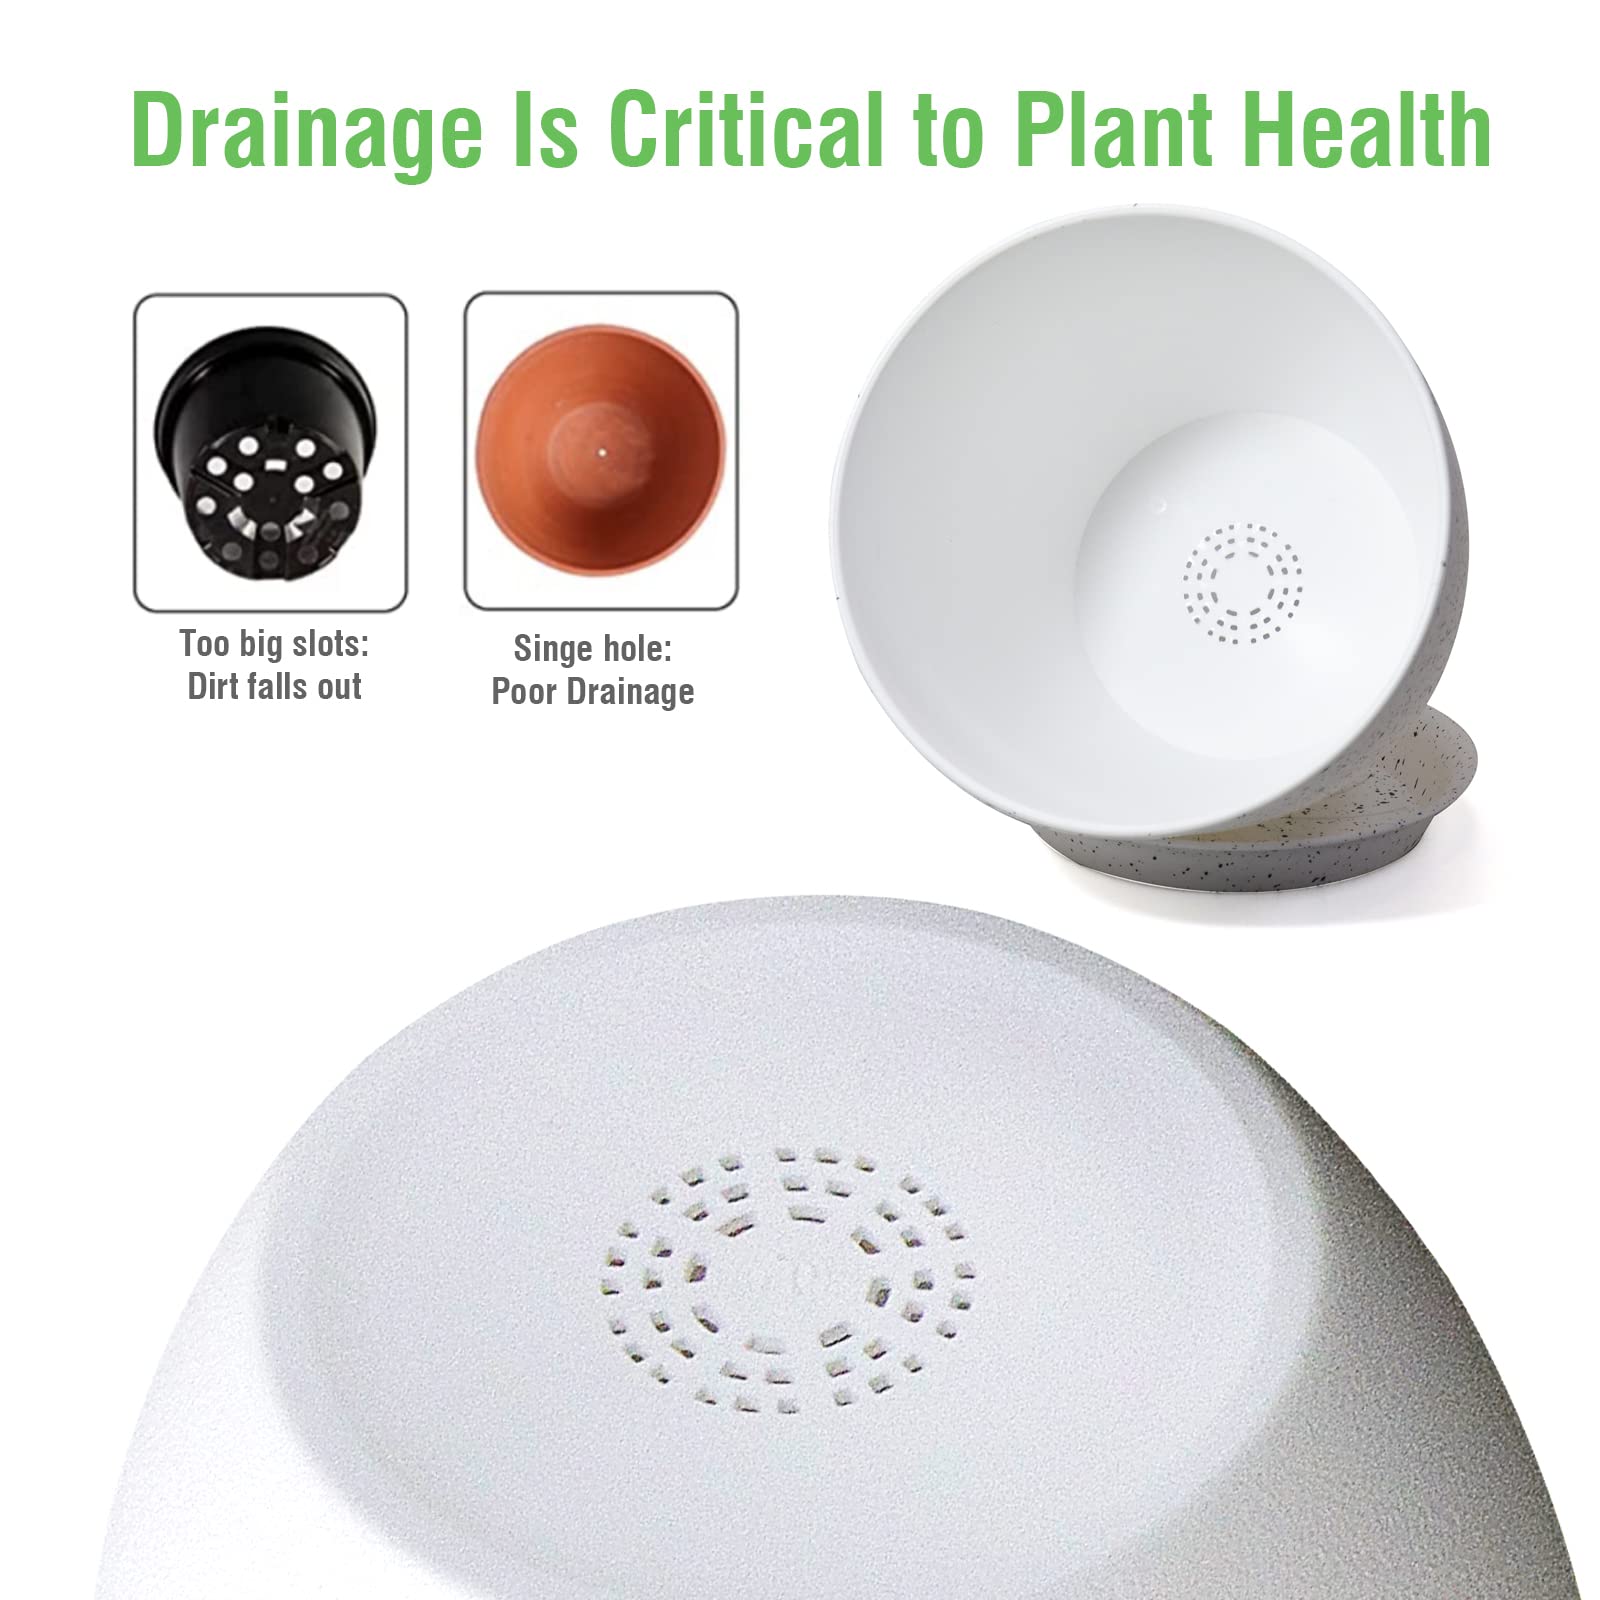 Drainage Is Critical to Plant Health
Too big slots:
Dirt falls out
Singe hole:
Poor Drainage